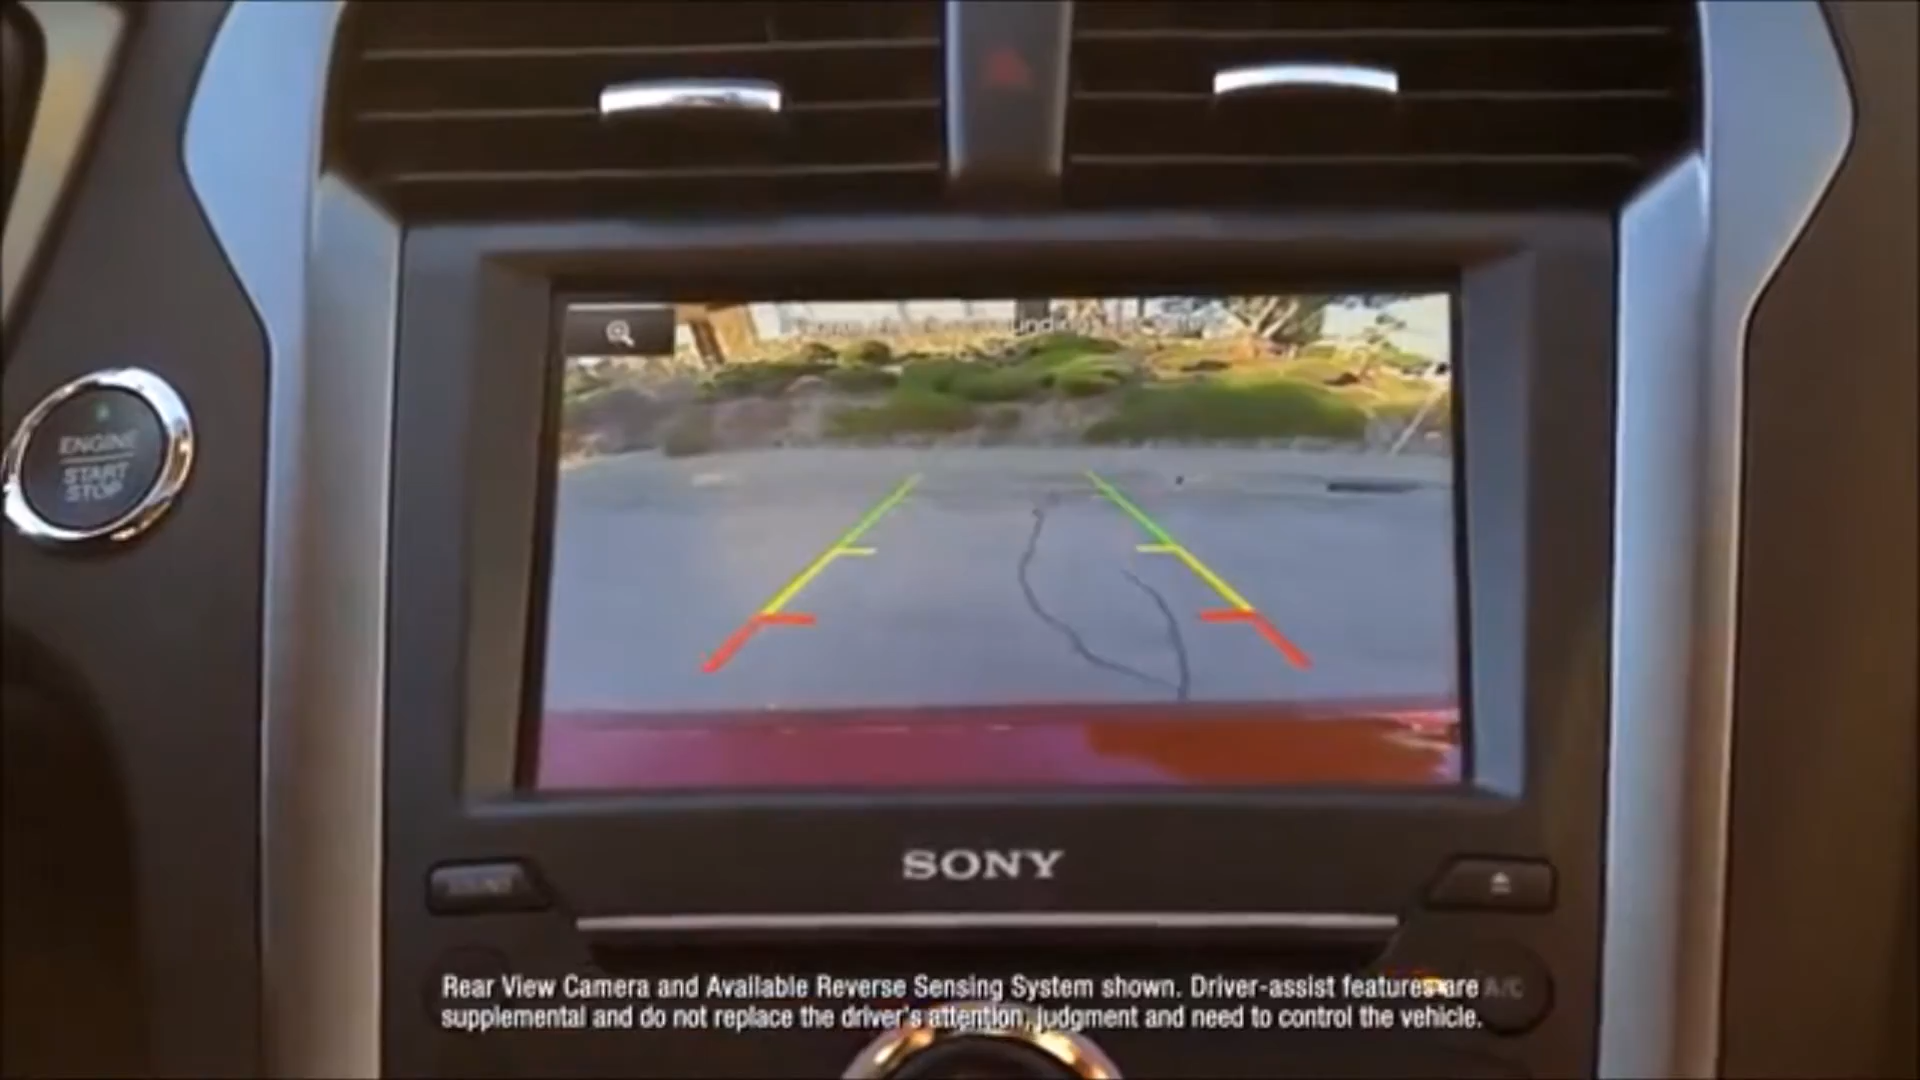 ENGINE
START
STOP
SONY
A/C
Rear View Camera and Available Reverse Sensing System shown. Driver-assist features are
supplemental and do not replace the driver's attention, judgment and need to control the vehicle.